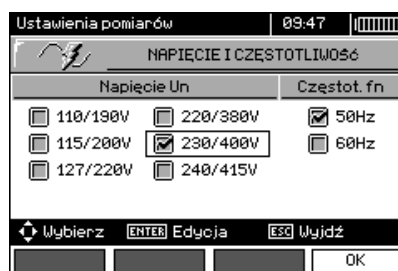 Ustawienia pomiarów 09:47
NAPIĘCIE I CZĘSTOTLIWOŚĆ
Napięcie Un Częstot. fn
110/190V 220/380V 50Hz
115/200V 230/400V 60Hz
127/220V 240/415V
Wybierz ENTER Edycja ESC Wyjdź
OK